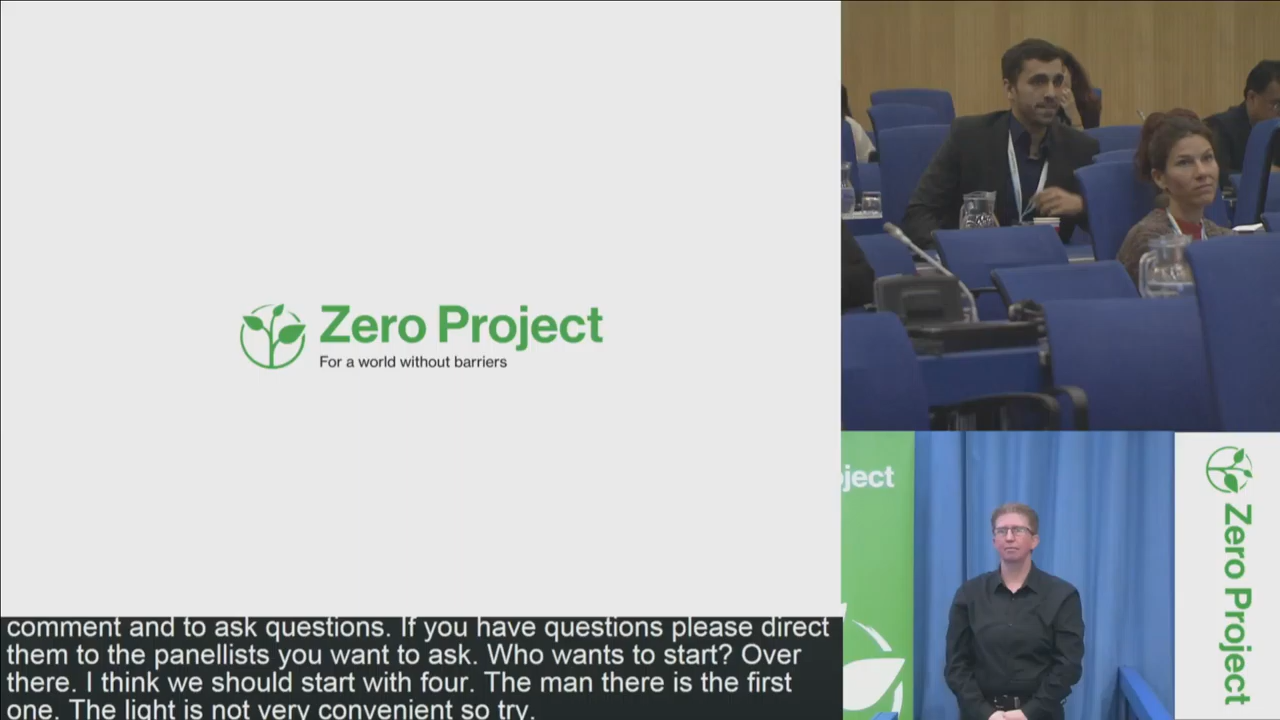 Zero Project
For a world without barriers
ject
Zero Project
comment and to ask questions. If you have questions please direct
them to the panellists you want to ask. Who wants to start? Over
there. I think we should start with four. The man there is the first
one. The light is not very convenient so try.